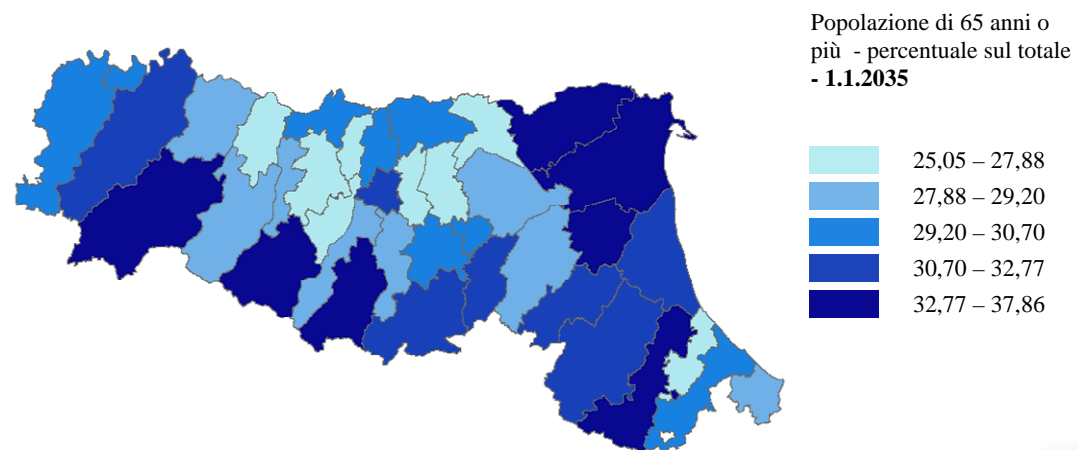 Popolazione di 65 anni o
più - percentuale sul totale
- 1.1.2035
25,05 – 27,88
27,88 – 29,20
29,20 – 30,70
30,70 – 32,77
32,77 – 37,86